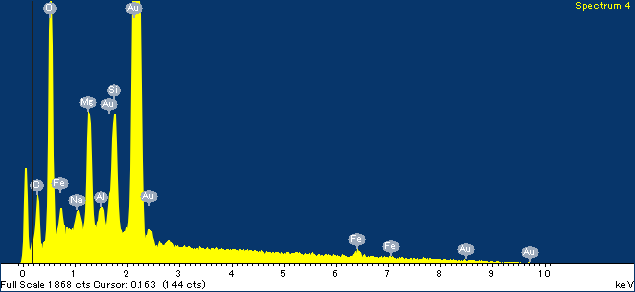 Spectrum 4
O
Au
Si
Mg
Au
O
Fe
Na
Al
Au
Fe
Fe
Au
Au
0 1 2 3 4 5 6 7 8 9 10
Full Scale 1868 cts Cursor: 0.163 (144 cts) keV